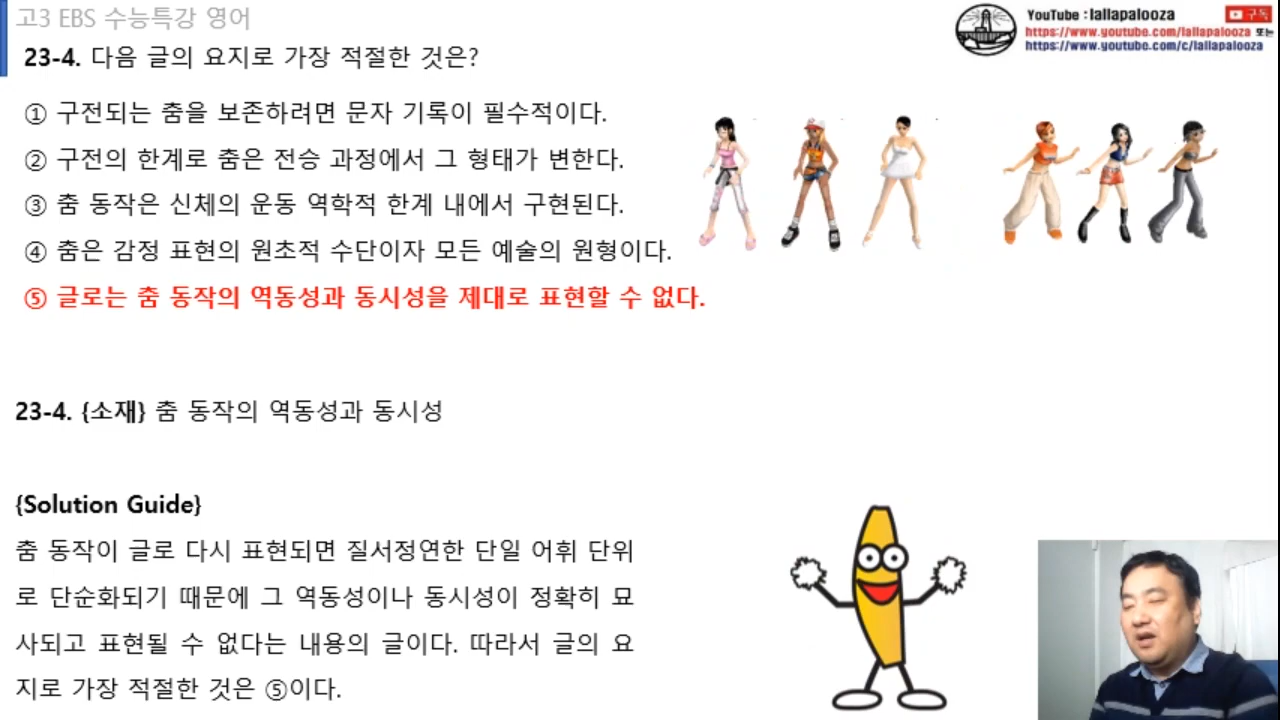 고3 EBS 수능특강 영어
YouTube : lallapalooza
구독
https://www.youtube.com/lallapalooza 또는
https://www.youtube.com/c/lallapalooza
23-4. 다음 글의 요지로 가장 적절한 것은?
① 구전되는 춤을 보존하려면 문자 기록이 필수적이다.
② 구전의 한계로 춤은 전승 과정에서 그 형태가 변한다.
③ 춤 동작은 신체의 운동 역학적 한계 내에서 구현된다.
④ 춤은 감정 표현의 원초적 수단이자 모든 예술의 원형이다.
⑤ 글로는 춤 동작의 역동성과 동시성을 제대로 표현할 수 없다.
23-4. {소재} 춤 동작의 역동성과 동시성
{Solution Guide}
춤 동작이 글로 다시 표현되면 질서정연한 단일 어휘 단위
로 단순화되기 때문에 그 역동성이나 동시성이 정확히 묘
사되고 표현될 수 없다는 내용의 글이다. 따라서 글의 요
지로 가장 적절한 것은 ⑤이다.